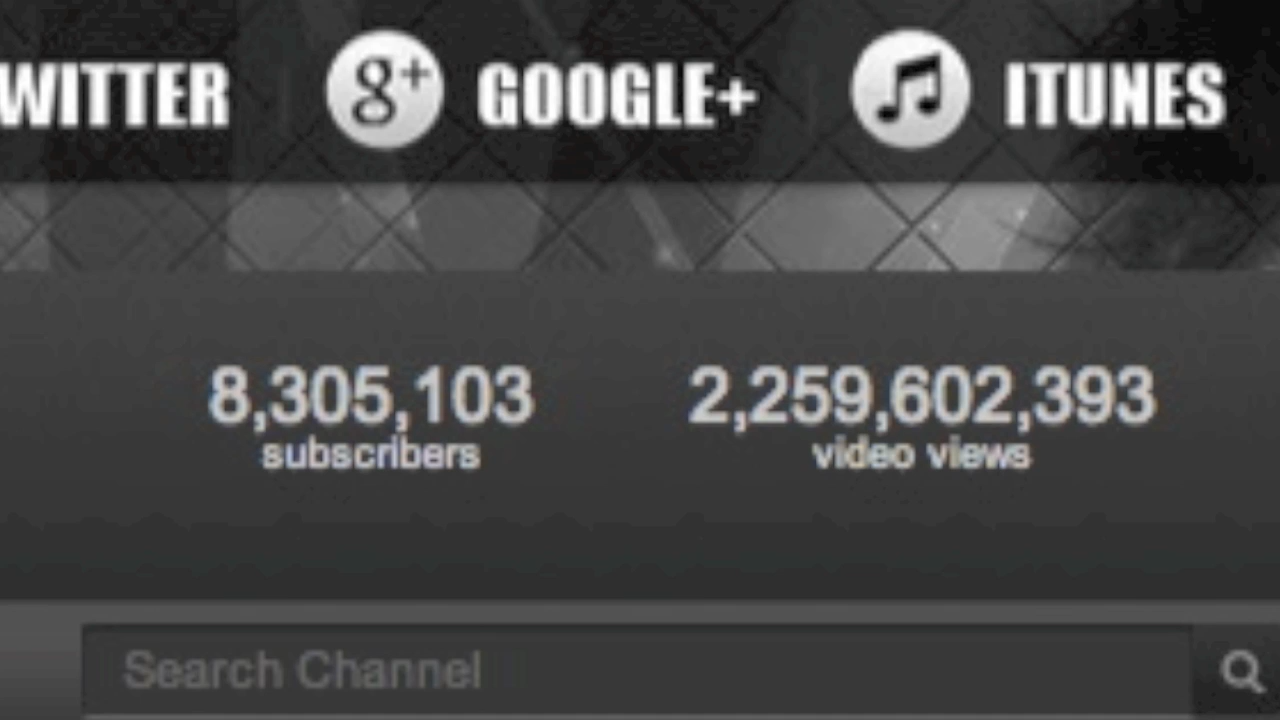 WITTER g+ GOOGLE+ ITUNES
8,305,103 2,259,602,393
subscribers video views
Search Channel